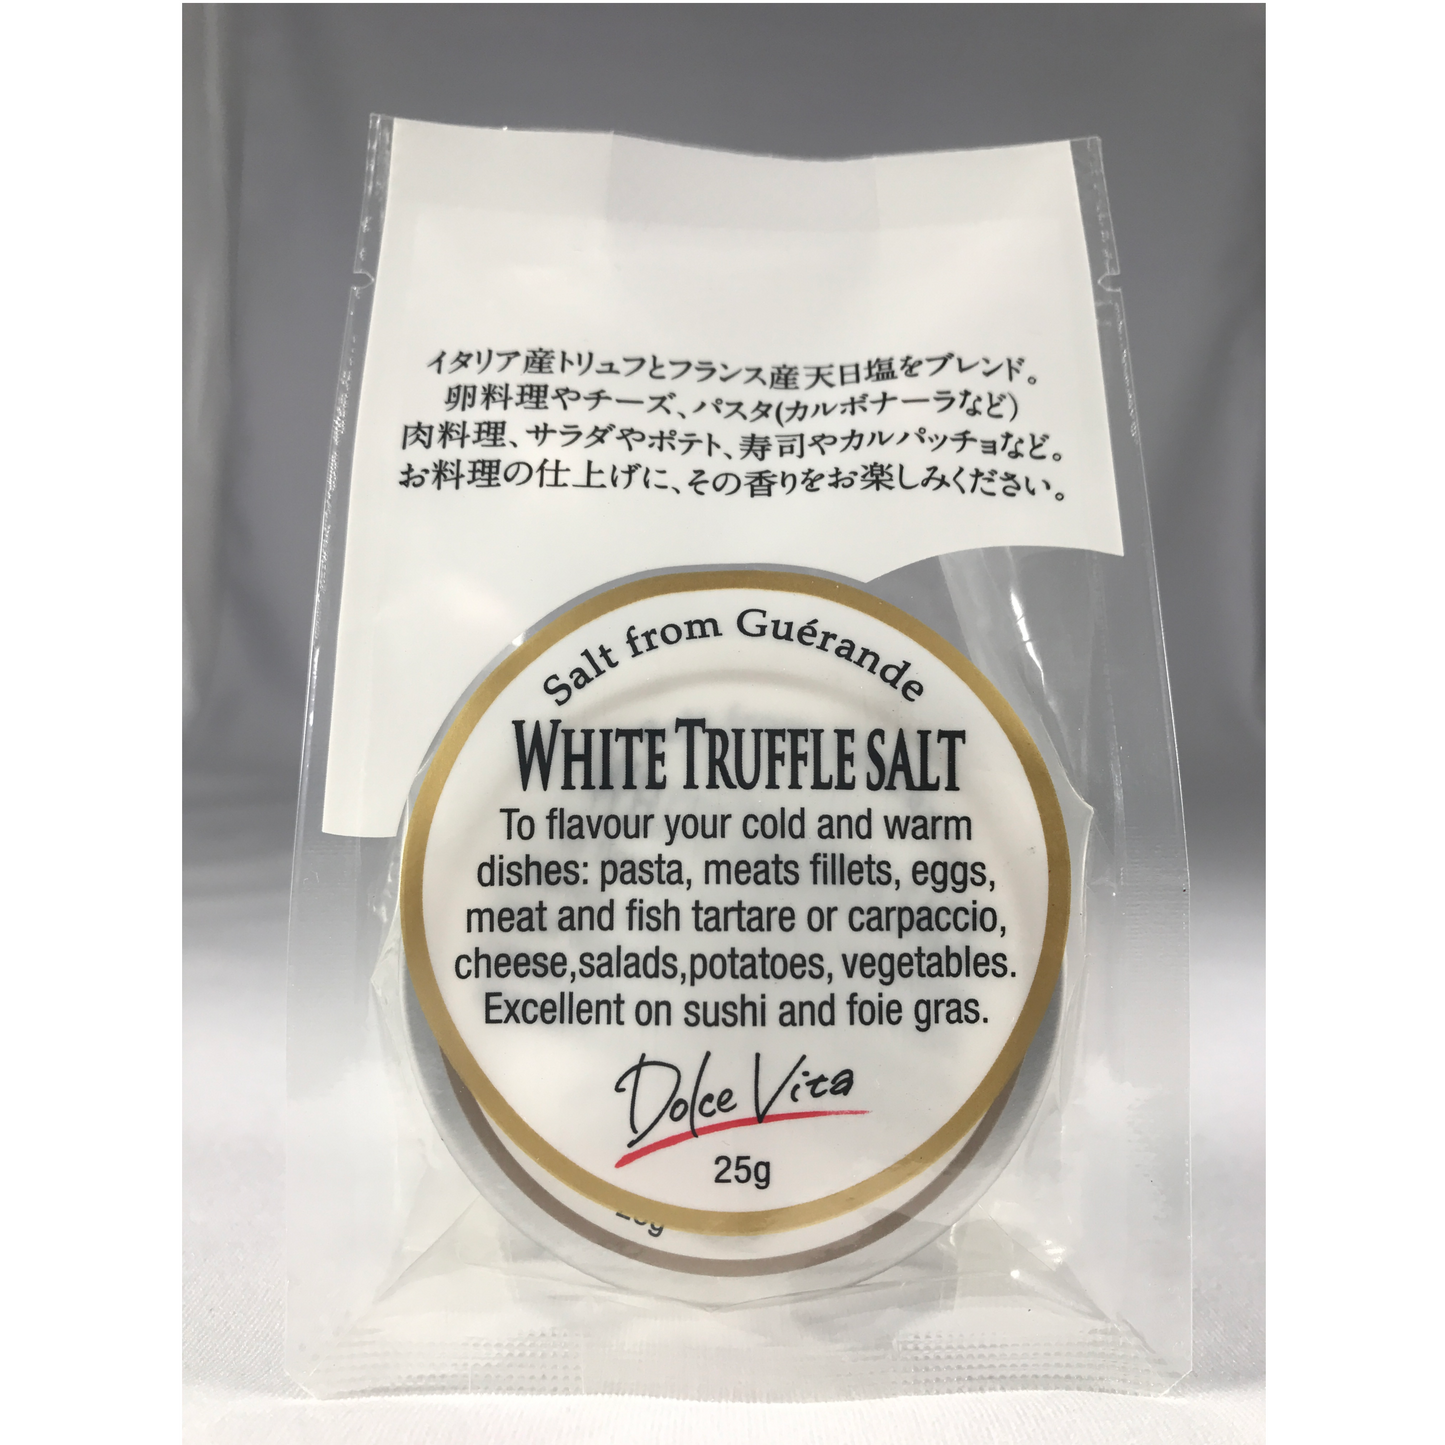 イタリア産トリュフとフランス産天日塩をブレンド。
卵料理やチーズ、パスタ(カルボナーラなど)
肉料理、サラダやポテト、寿司やカルパッチョなど。
お料理の仕上げに、その香りをお楽しみください。
Salt from Guérande
WHITE TRUFFLE SALT
To flavour your cold and warm
dishes: pasta, meats fillets, eggs,
meat and fish tartare or carpaccio,
cheese,salads,potatoes, vegetables.
Excellent on sushi and foie gras.
Dolce Vita
25g